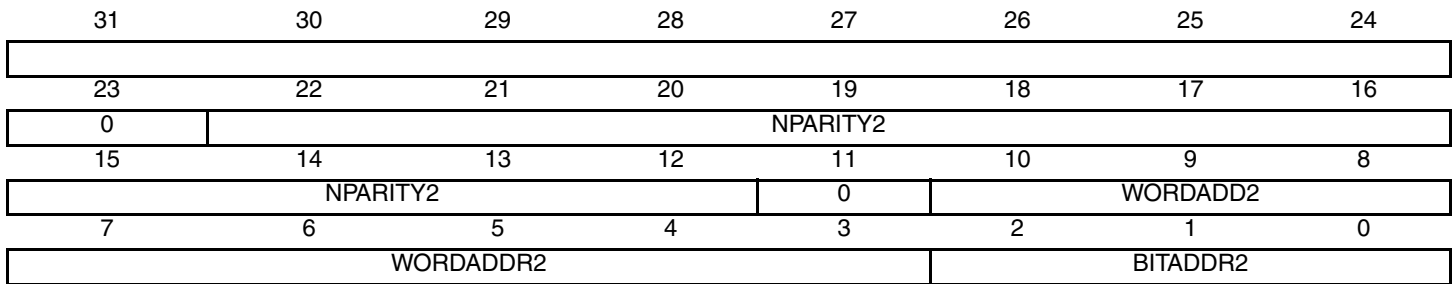 31 30 29 28 27 26 25 24
23 22 21 20 19 18 17 16
0 NPARITY2
15 14 13 12 11 10 9 8
NPARITY2 0 WORDADD2
7 6 5 4 3 2 1 0
WORDADDR2 BITADDR2